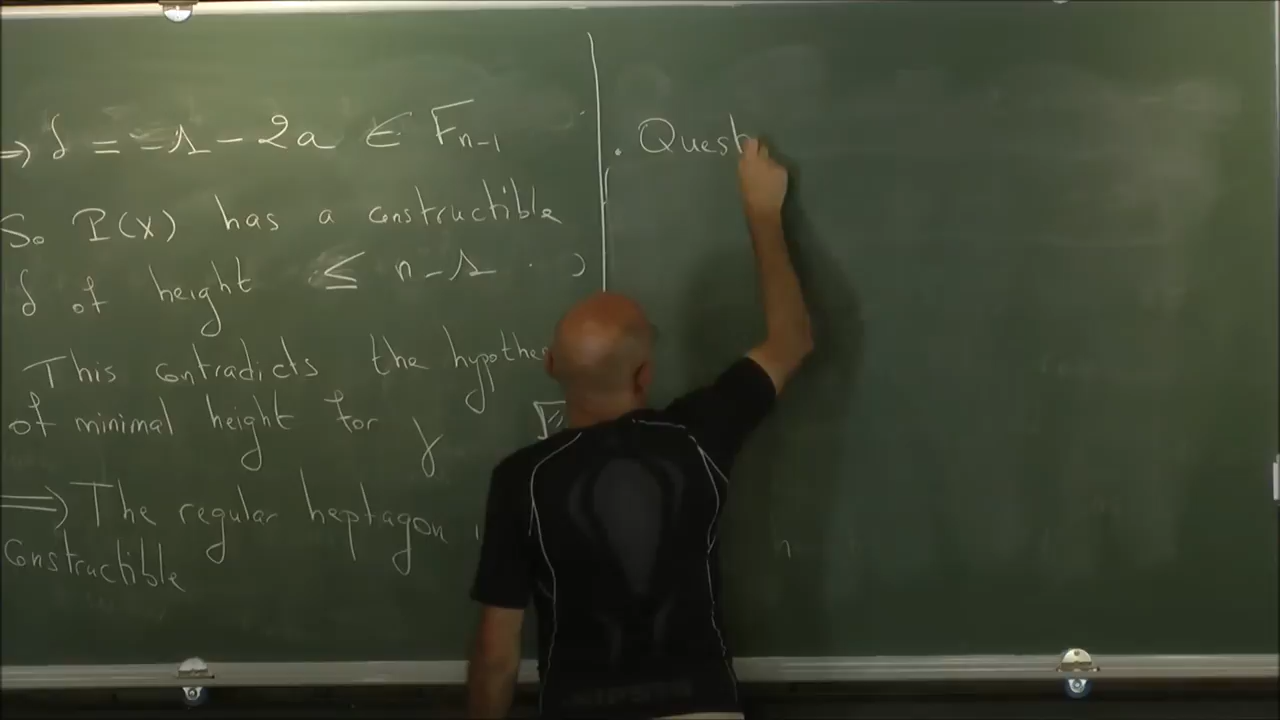 ⇒ δ = -1 - 2a ∈ Fn-1
So P(X) has a constructible
δ of height ≤ n-1
This contradicts the
of minimal height for γ
⇒ The regular heptagon
constructible
. Quest